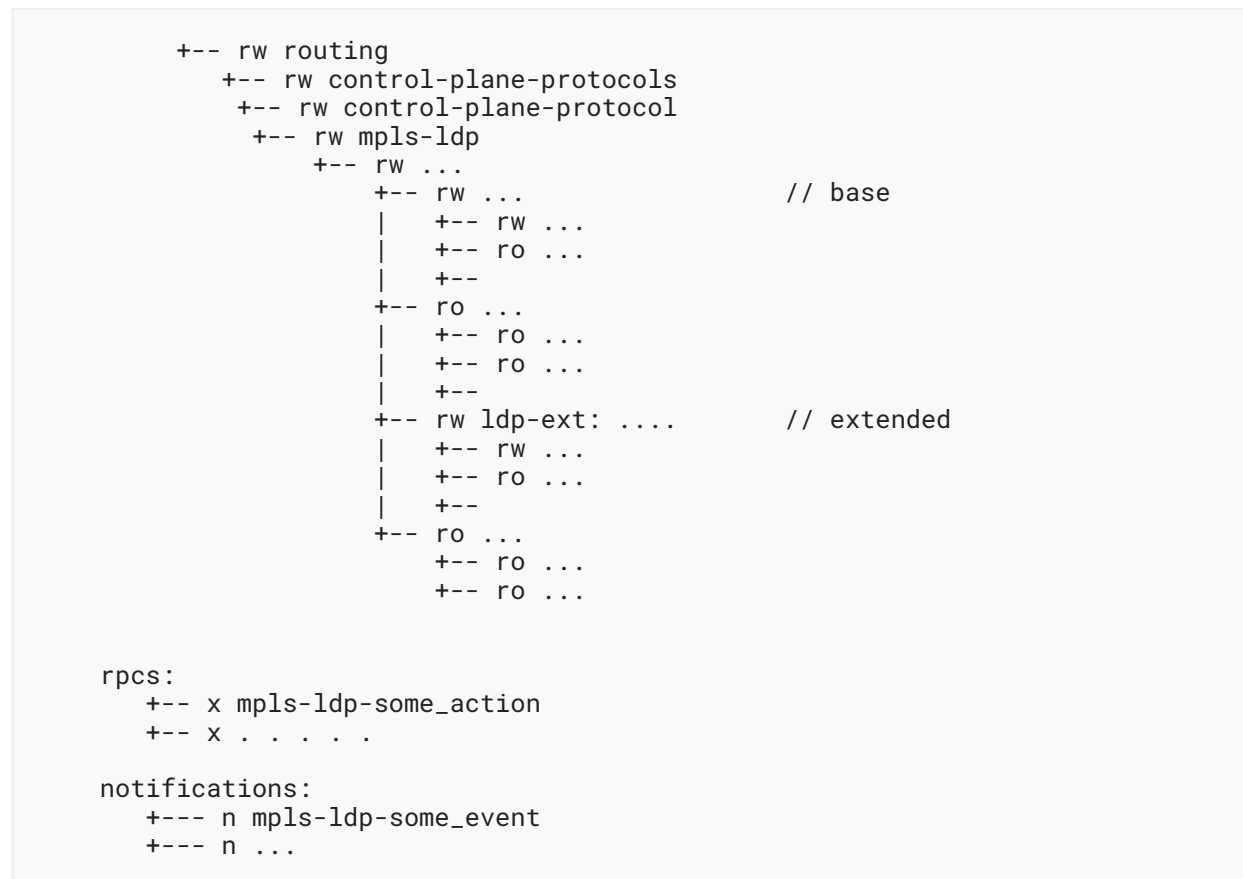 +-- rw routing
   +-- rw control-plane-protocols
    +-- rw control-plane-protocol
     +-- rw mpls-ldp
         +-- rw ...
             +-- rw ...                 // base
             |   +-- rw ...
             |   +-- ro ...
             |   +--
             +-- ro ...
             |   +-- ro ...
             |   +-- ro ...
             |   +--
             +-- rw ldp-ext: ....       // extended
             |   +-- rw ...
             |   +-- ro ...
             |   +--
             +-- ro ...
                 +-- ro ...
                 +-- ro ...
rpcs:
   +-- x mpls-ldp-some_action
   +-- x . . . . .
notifications:
   +--- n mpls-ldp-some_event
   +--- n ...